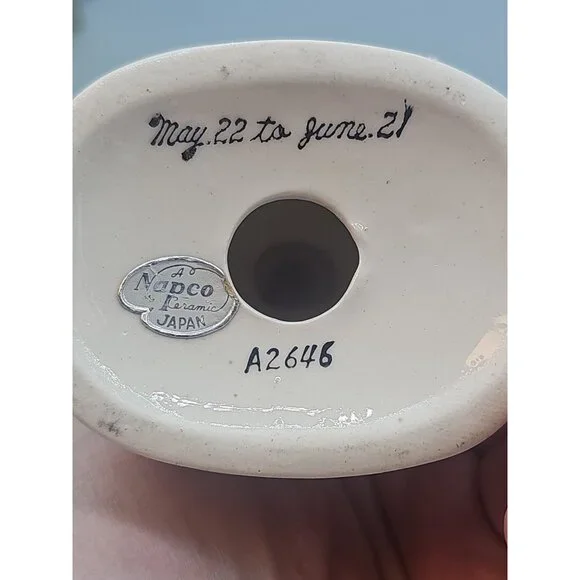 May.22 to June.21
A
Napco
Ceramic
JAPAN
A2646